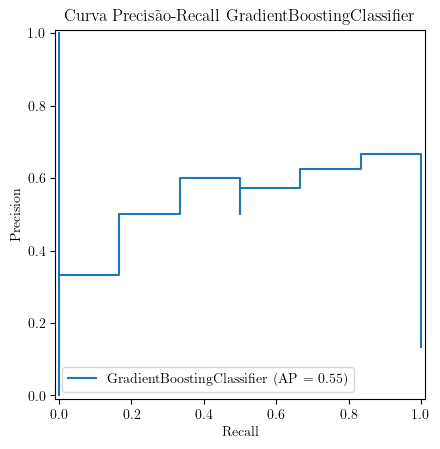 Curva Precisão-Recall GradientBoostingClassifier
1.0
0.8
0.6
0.4
0.2
0.0
Precision
GradientBoostingClassifier (AP = 0.55)
0.0 0.2 0.4 0.6 0.8 1.0
Recall